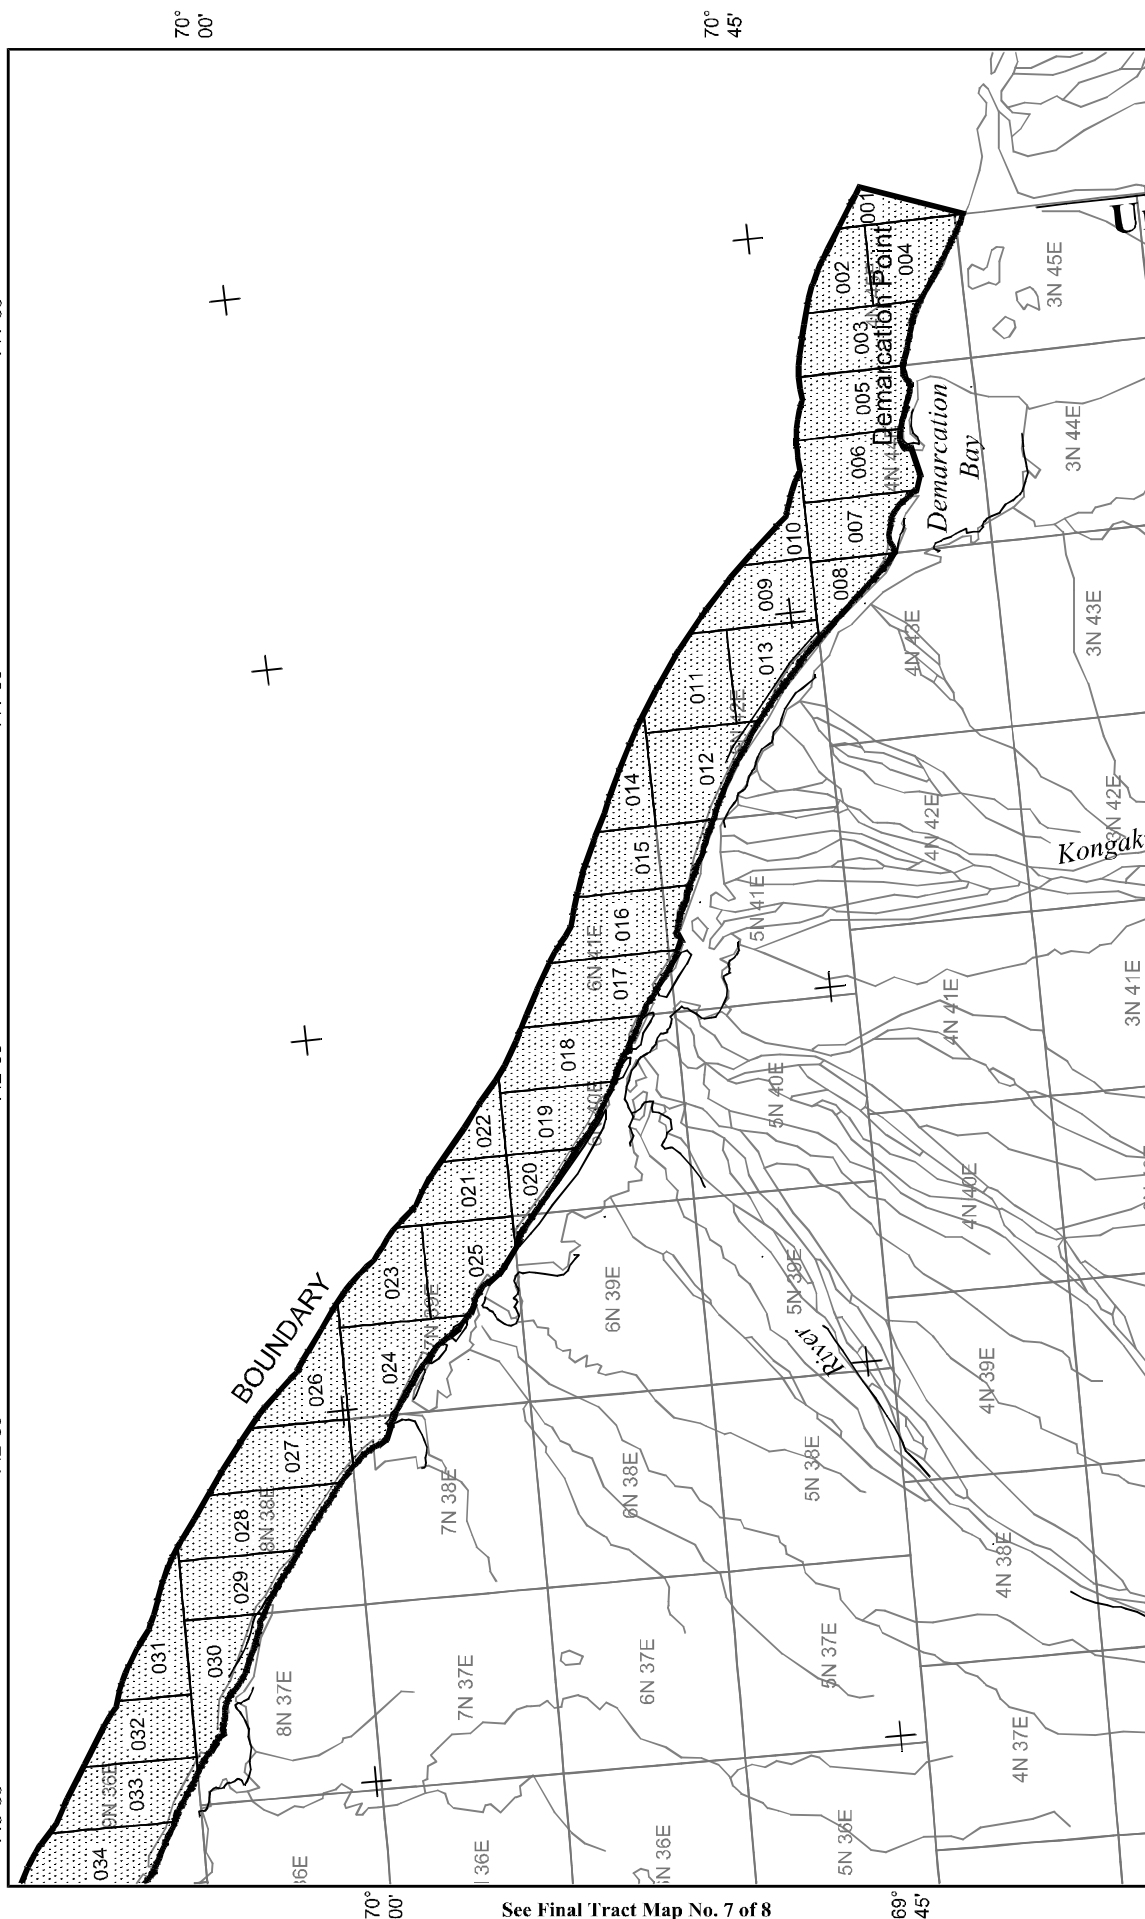 70°
00'
70°
45'
001
002
Demarcation Point
004
003
005
006
007
008
010
009
013
011
012
014
015
016
017
018
019
020
022
021
025
023
024
026
027
028
029
030
031
032
033
034
BOUNDARY
Demarcation
Bay
River
3N 45E
3N 44E
3N 43E
4N 43E
4N 42E
3N 42E
5N 41E
6N 41E
4N 41E
3N 41E
5N 40E
4N 40E
6N 39E
5N 39E
4N 39E
7N 39E
8N 38E
7N 38E
6N 38E
5N 38E
4N 38E
8N 37E
7N 37E
6N 37E
5N 37E
4N 37E
9N 36E
5N 36E
70°
00'
69°
45'
See Final Tract Map No. 7 of 8